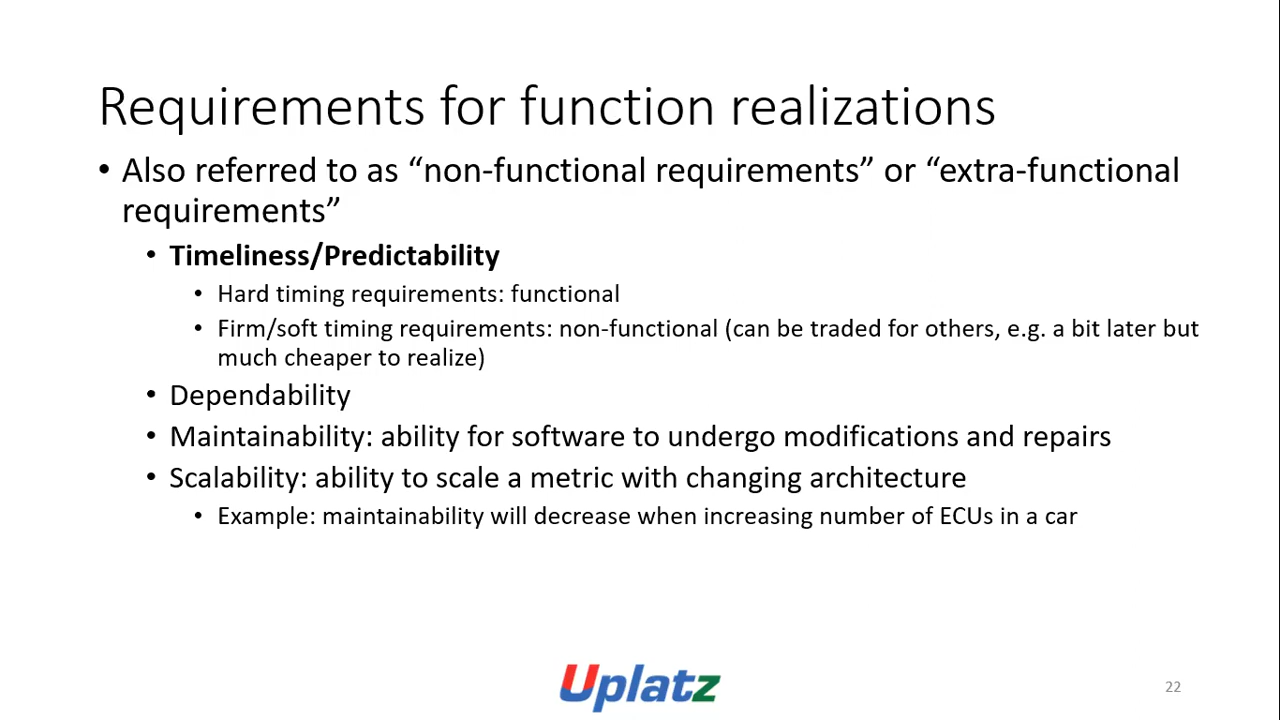 Requirements for function realizations
• Also referred to as “non-functional requirements” or “extra-functional
requirements”
• Timeliness/Predictability
• Hard timing requirements: functional
• Firm/soft timing requirements: non-functional (can be traded for others, e.g. a bit later but
much cheaper to realize)
• Dependability
• Maintainability: ability for software to undergo modifications and repairs
• Scalability: ability to scale a metric with changing architecture
• Example: maintainability will decrease when increasing number of ECUs in a car
Uplatz
22